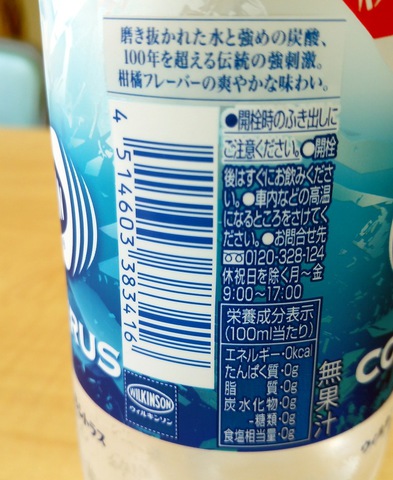 磨き抜かれた水と強めの炭酸、
100年を超える伝統の強刺激。
柑橘フレーバーの爽やかな味わい。
4 514603 383416
●開栓時のふき出しに
ご注意ください。●開栓
後はすぐにお飲みくださ
い。●車内などの高温
になるところをさけてく
ださい。●お問合せ先
0120-328-124
休祝日を除く月～金
9:00～17:00
栄養成分表示
(100ml当たり)
エネルギー・0kcal
たんぱく質・0g
脂質・0g
炭水化物・0g
-糖類・0g
食塩相当量・0g
無果汁
RUS
WILKINSON
ウィルキンソン
CO